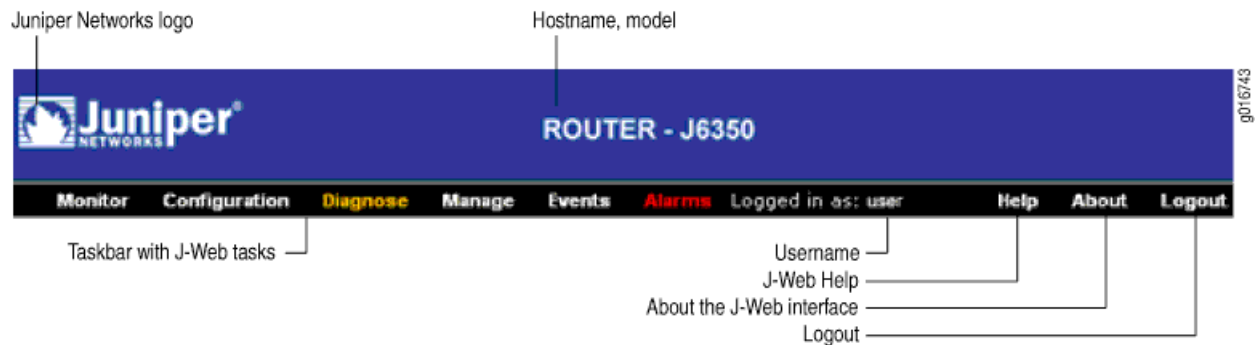 Juniper Networks logo
Hostname, model
g016743
Juniper®
NETWORKS
ROUTER - J6350
Monitor Configuration Diagnose Manage Events Alarms Logged in as: user Help About Logout
Taskbar with J-Web tasks
Username
J-Web Help
About the J-Web interface
Logout